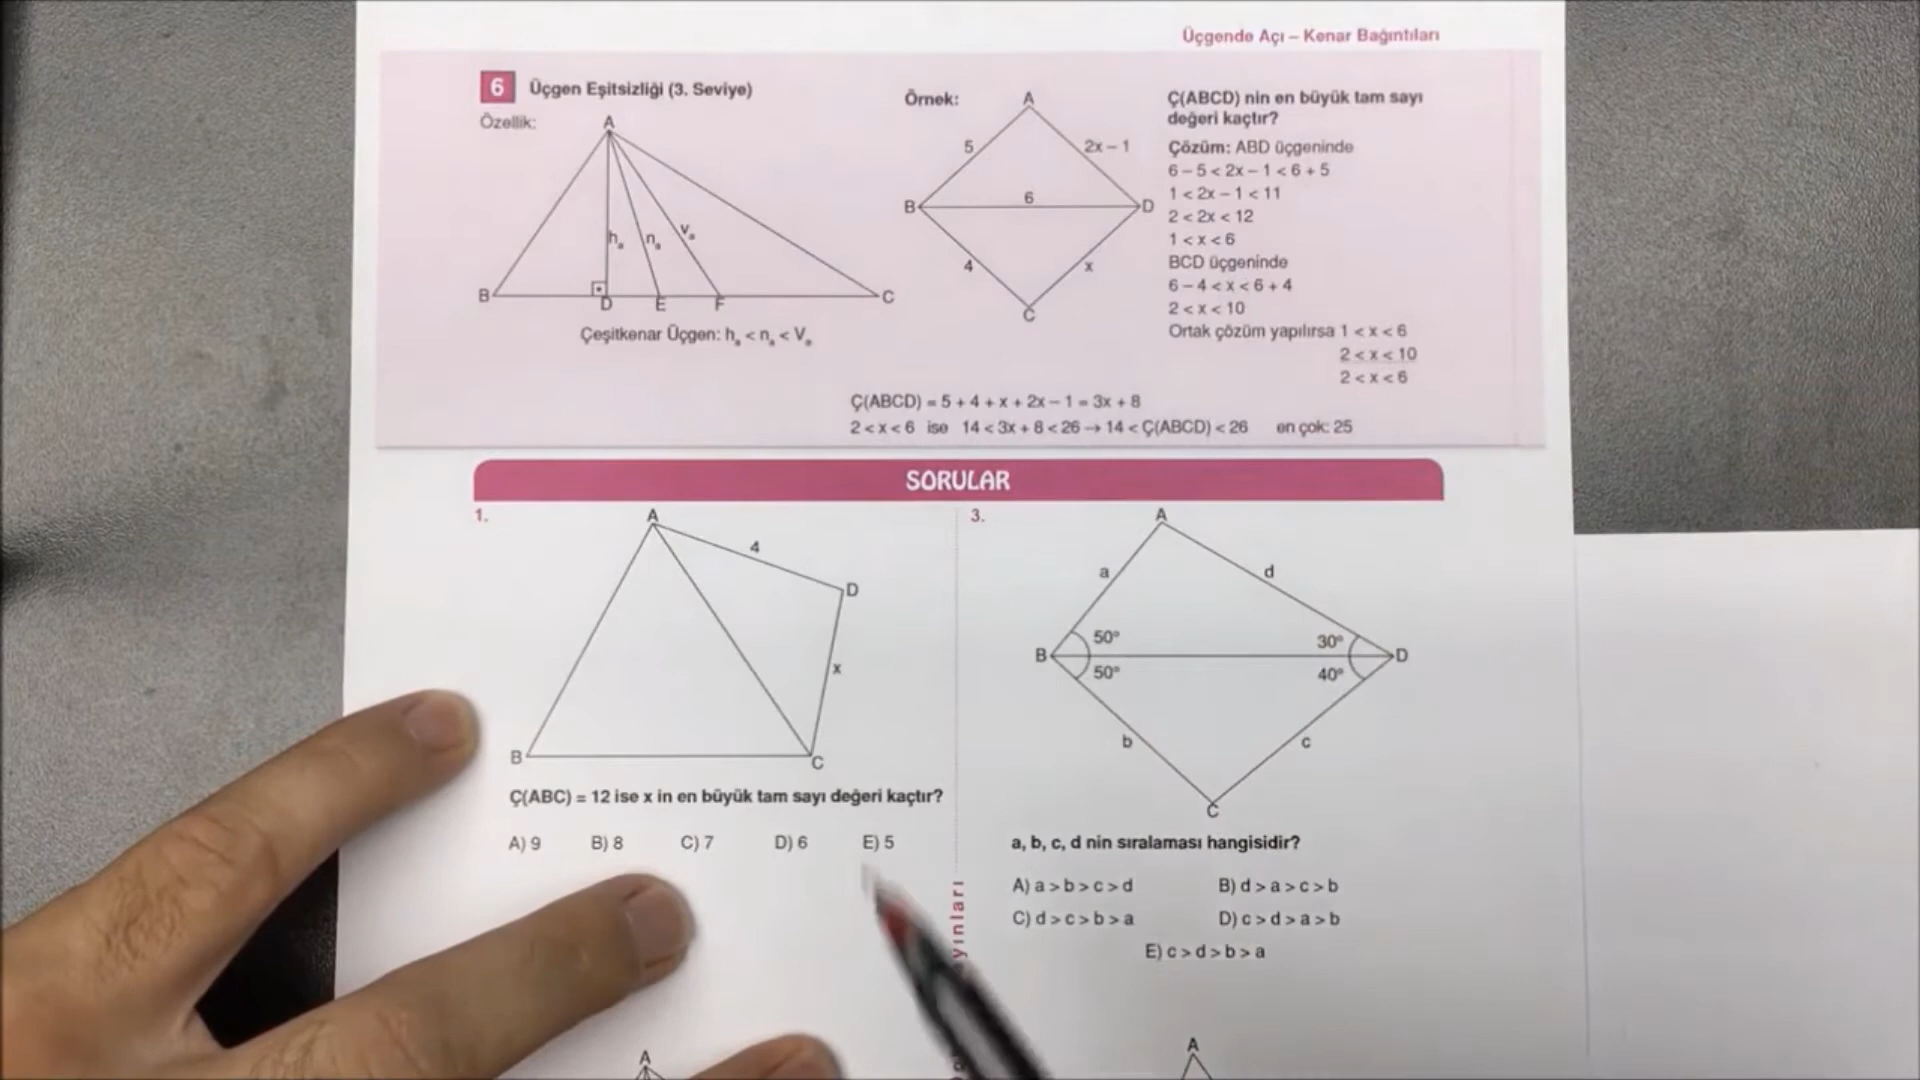 Üçgende Açı – Kenar Bağıntıları
6 Üçgen Eşitsizliği (3. Seviye)
Özellik:
A
hₐ
nₐ
Vₐ
B
D
E
F
C
Çeşitkenar Üçgen: hₐ < nₐ < Vₐ
Örnek:
A
5
2x – 1
B
6
D
4
x
C
Ç(ABCD) nin en büyük tam sayı
değeri kaçtır?
Çözüm: ABD üçgeninde
6 – 5 < 2x – 1 < 6 + 5
1 < 2x – 1 < 11
2 < 2x < 12
1 < x < 6
BCD üçgeninde
6 – 4 < x < 6 + 4
2 < x < 10
Ortak çözüm yapılırsa 1 < x < 6
2 < x < 10
2 < x < 6
Ç(ABCD) = 5 + 4 + x + 2x – 1 = 3x + 8
2 < x < 6 ise 14 < 3x + 8 < 26 → 14 < Ç(ABCD) < 26 en çok: 25
SORULAR
1.
A
4
D
x
B
C
Ç(ABC) = 12 ise x in en büyük tam sayı değeri kaçtır?
A) 9 B) 8 C) 7 D) 6 E) 5
3.
A
a
d
50°
30°
B
D
50°
40°
b
c
C
a, b, c, d nin sıralaması hangisidir?
A) a > b > c > d B) d > a > c > b
C) d > c > b > a D) c > d > a > b
E) c > d > b > a
yınları
A
A